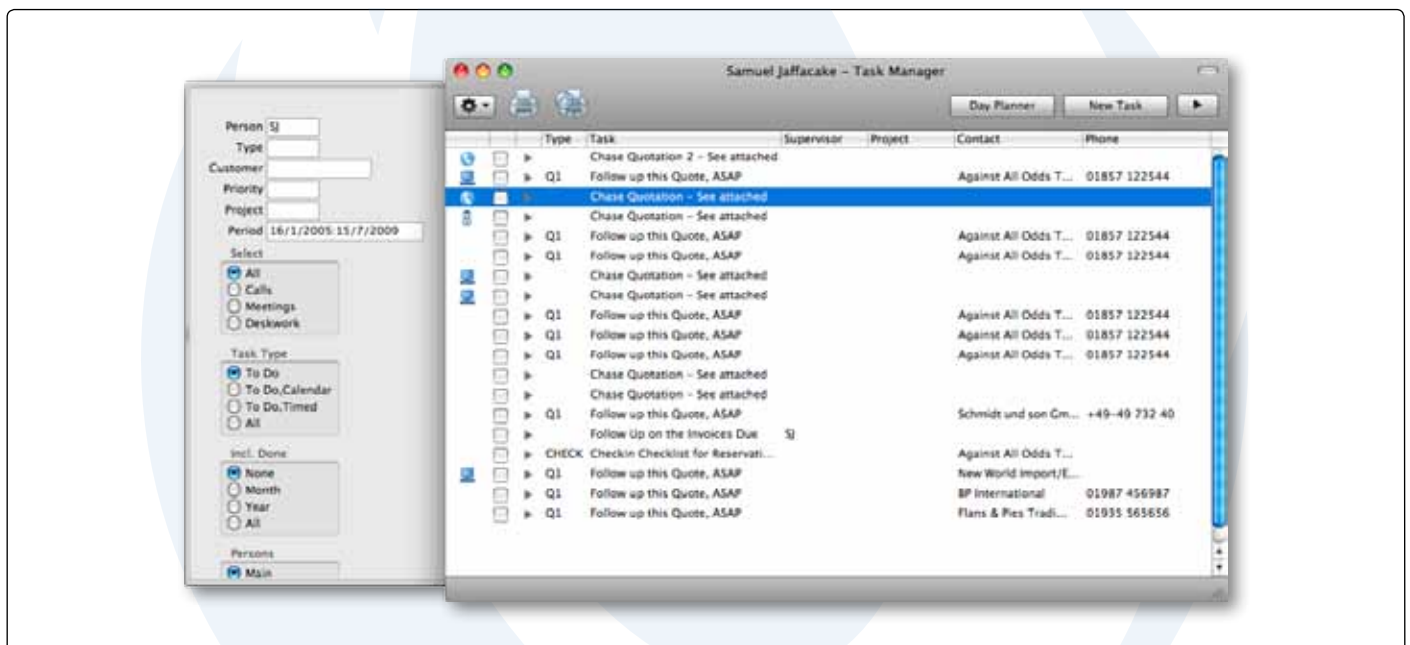 Samuel Jaffacake – Task Manager
Day Planner New Task
Person SJ
Type
Customer
Priority
Project
Period 16/1/2005:15/7/2009
Select
All
Calls
Meetings
Deskwork
Task Type
To Do
To Do,Calendar
To Do,Timed
All
Incl. Done
None
Month
Year
All
Persons
Main
Type Task Supervisor Project Contact Phone
Chase Quotation 2 – See attached
Q1 Follow up this Quote, ASAP Against All Odds T... 01857 122544
Chase Quotation – See attached
Chase Quotation – See attached
Q1 Follow up this Quote, ASAP Against All Odds T... 01857 122544
Q1 Follow up this Quote, ASAP Against All Odds T... 01857 122544
Chase Quotation – See attached
Chase Quotation – See attached
Q1 Follow up this Quote, ASAP Against All Odds T... 01857 122544
Q1 Follow up this Quote, ASAP Against All Odds T... 01857 122544
Q1 Follow up this Quote, ASAP Against All Odds T... 01857 122544
Chase Quotation – See attached
Chase Quotation – See attached
Q1 Follow up this Quote, ASAP Schmidt und son Gm... +49-49 732 40
Follow Up on the Invoices Due SJ
CHECK Checkin Checklist for Reservati... Against All Odds T...
Q1 Follow up this Quote, ASAP New World Import/E...
Q1 Follow up this Quote, ASAP BP International 01987 456987
Q1 Follow up this Quote, ASAP Flans & Pies Tradi... 01935 565656